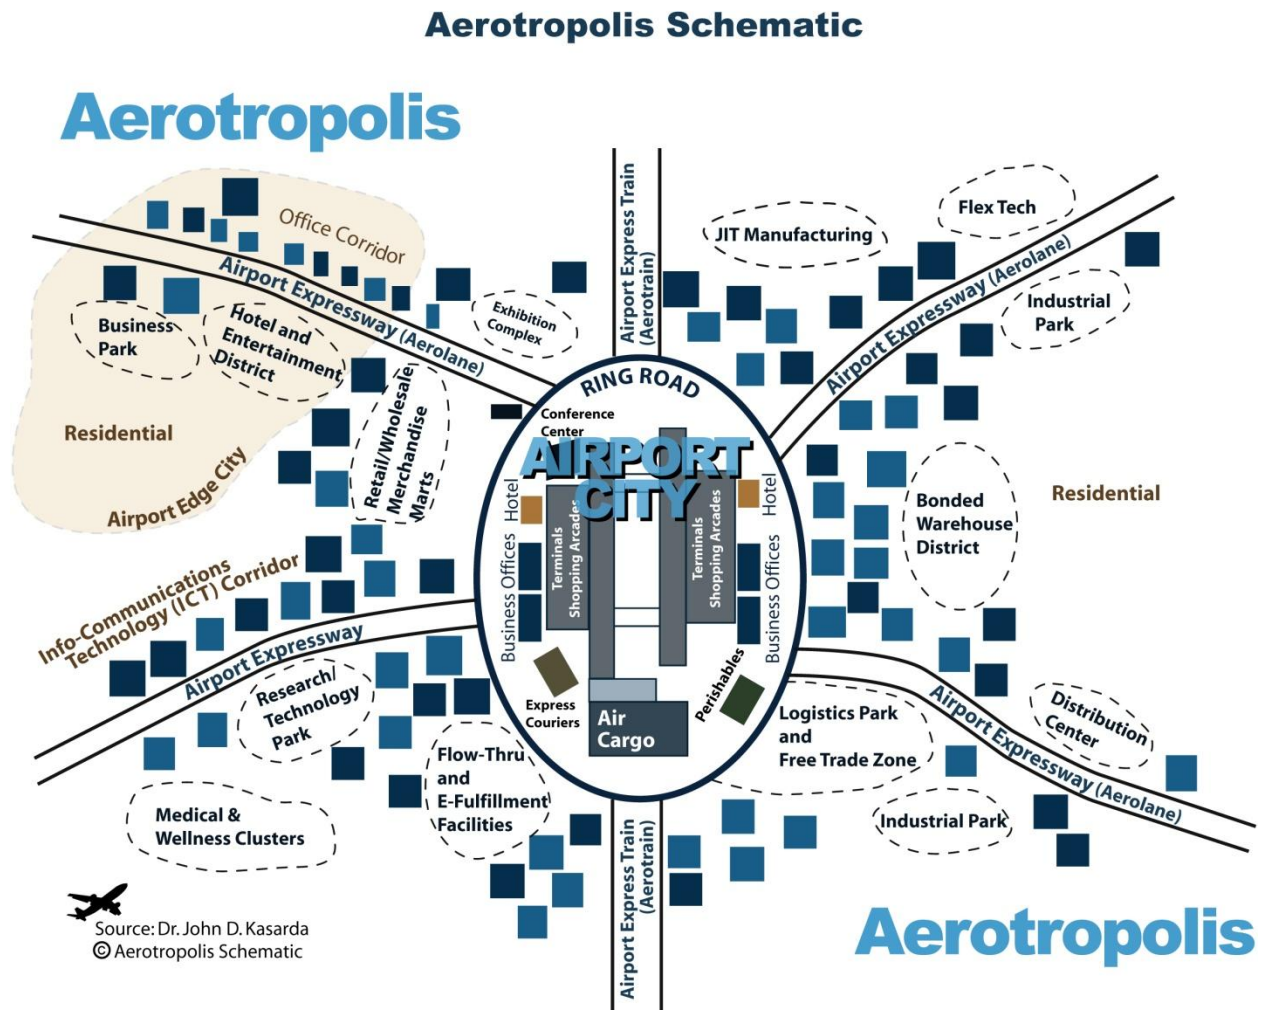 Aerotropolis Schematic
Aerotropolis
Office Corridor
Airport Expressway (Aerolane)
Business
Park
Hotel and
Entertainment
District
Exhibition
Complex
Residential
Airport Edge City
Retail/Wholesale
Merchandise
Marts
Airport Express Train
(Aerotrain)
JIT Manufacturing
Flex Tech
Airport Expressway (Aerolane)
Industrial
Park
RING ROAD
Conference
Center
AIRPORT
CITY
Hotel
Hotel
Terminals
Shopping Arcades
Terminals
Shopping Arcades
Business Offices
Business Offices
Express
Couriers
Perishables
Air
Cargo
Bonded
Warehouse
District
Residential
Info-Communications
Technology (ICT) Corridor
Airport Expressway
Research/
Technology
Park
Medical &
Wellness Clusters
Flow-Thru
and
E-Fulfillment
Facilities
Logistics Park
and
Free Trade Zone
Airport Expressway (Aerolane)
Distribution
Center
Industrial Park
Airport Express Train
(Aerotrain)
Source: Dr. John D. Kasarda
© Aerotropolis Schematic
Aerotropolis